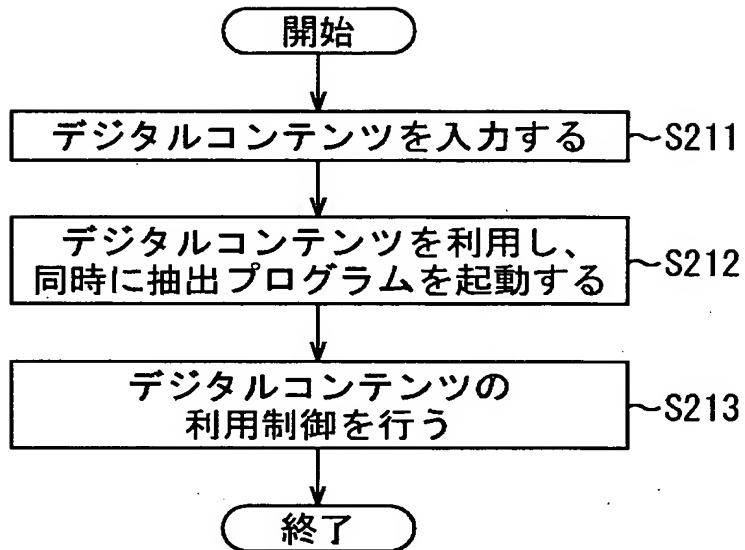 開始
デジタルコンテンツを入力する ～S211
デジタルコンテンツを利用し、
同時に抽出プログラムを起動する ～S212
デジタルコンテンツの
利用制御を行う ～S213
終了